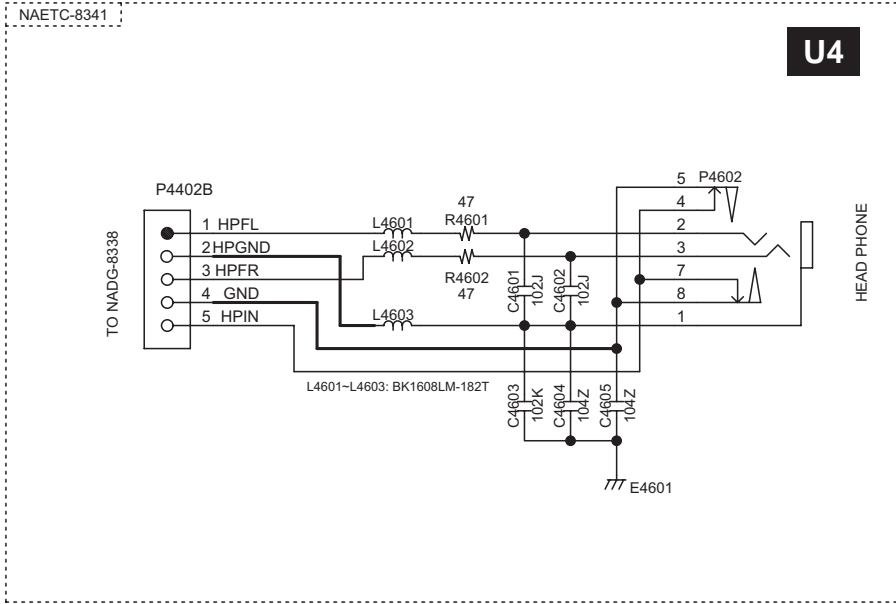 NAETC-8341
U4
P4402B
TO NADG-8338
1 HPFL
2 HPGND
3 HPFR
4 GND
5 HPIN
L4601
L4602
L4603
47
R4601
R4602
47
C4601
102J
C4602
102J
L4601~L4603: BK1608LM-182T
C4603
102K
C4604
104Z
C4605
104Z
E4601
5
P4602
4
2
3
7
8
1
HEAD PHONE